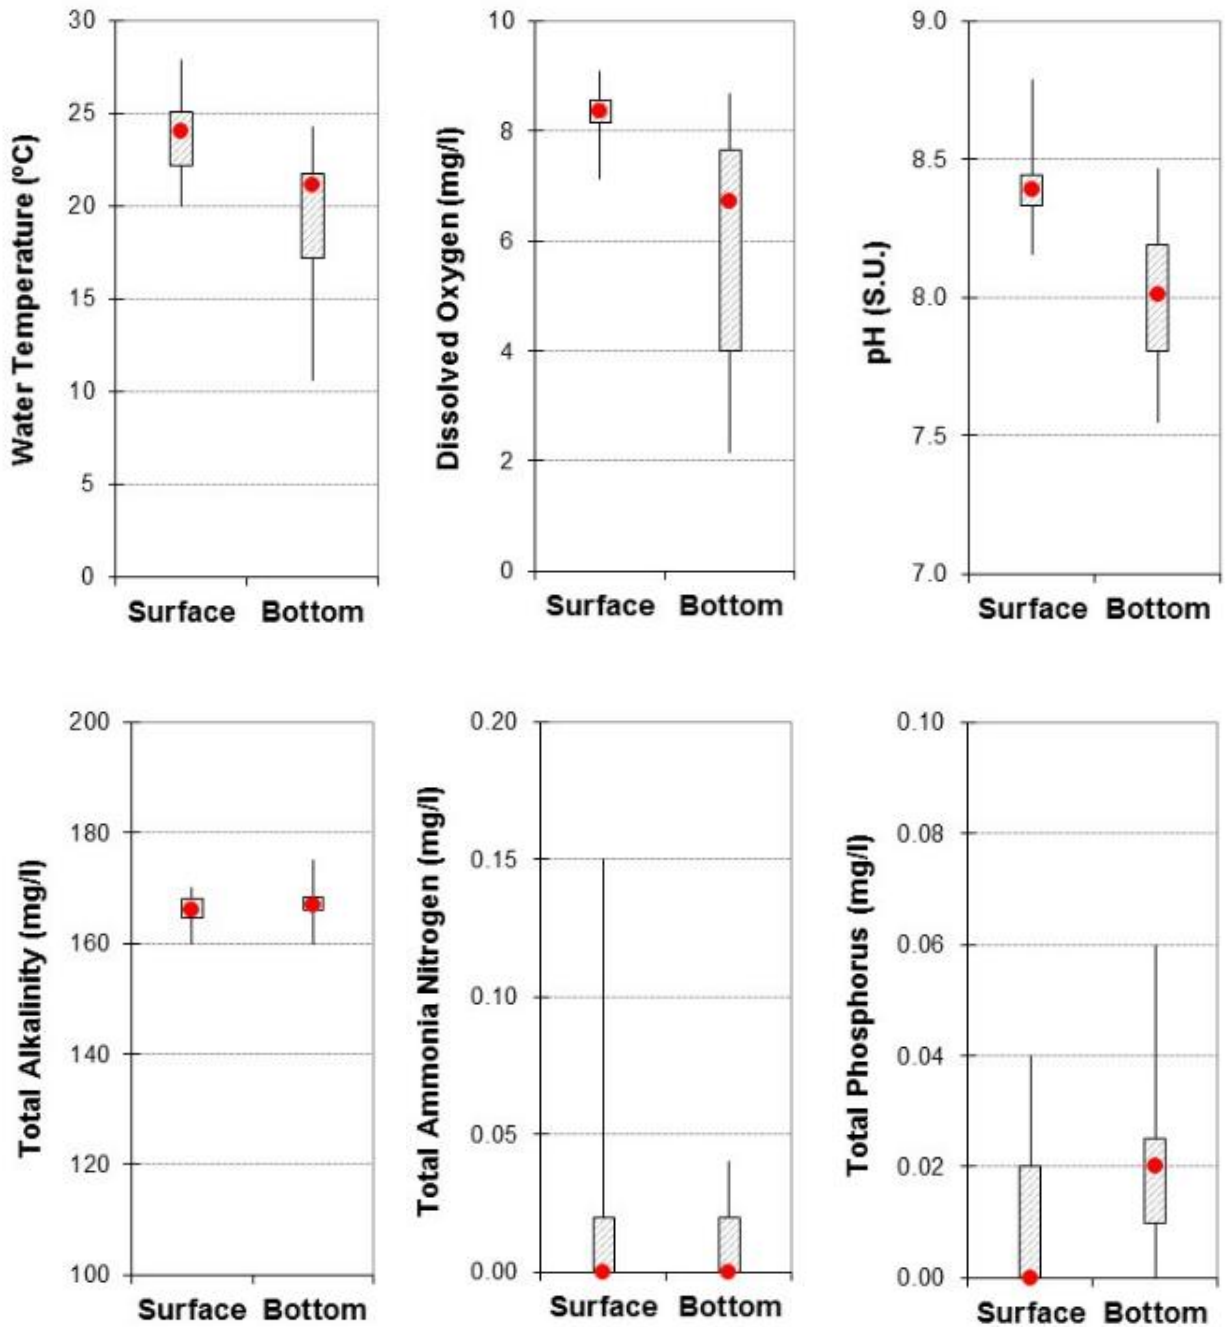 Water Temperature (ºC)
30
25
20
15
10
5
0
Surface Bottom
Dissolved Oxygen (mg/l)
10
8
6
4
2
0
Surface Bottom
pH (S.U.)
9.0
8.5
8.0
7.5
7.0
Surface Bottom
Total Alkalinity (mg/l)
200
180
160
140
120
100
Surface Bottom
Total Ammonia Nitrogen (mg/l)
0.20
0.15
0.10
0.05
0.00
Surface Bottom
Total Phosphorus (mg/l)
0.10
0.08
0.06
0.04
0.02
0.00
Surface Bottom